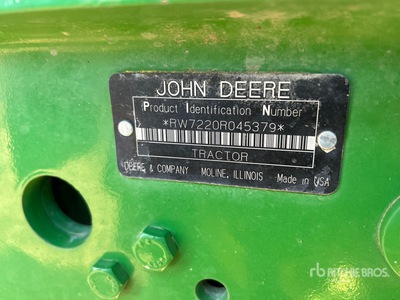 JOHN DEERE
Product Identification Number
*RW7220R045379*
TRACTOR
DEERE & COMPANY MOLINE, ILLINOIS Made in USA
rb RITCHIE BROS.